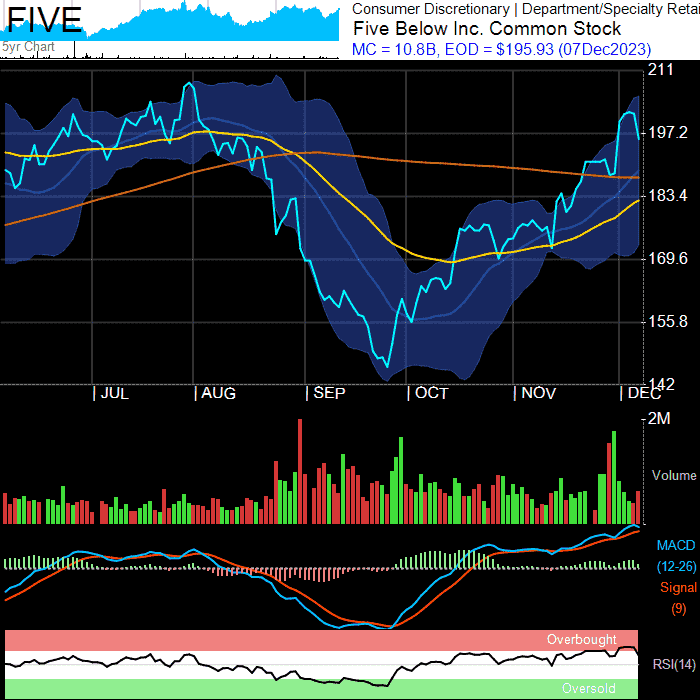 FIVE
5yr Chart
Consumer Discretionary | Department/Specialty Retai
Five Below Inc. Common Stock
MC = 10.8B, EOD = $195.93 (07Dec2023)
211
197.2
183.4
169.6
155.8
142
| JUL | AUG | SEP | OCT | NOV | DEC
2M
Volume
MACD
(12-26)
Signal
(9)
Overbought
RSI(14)
Oversold